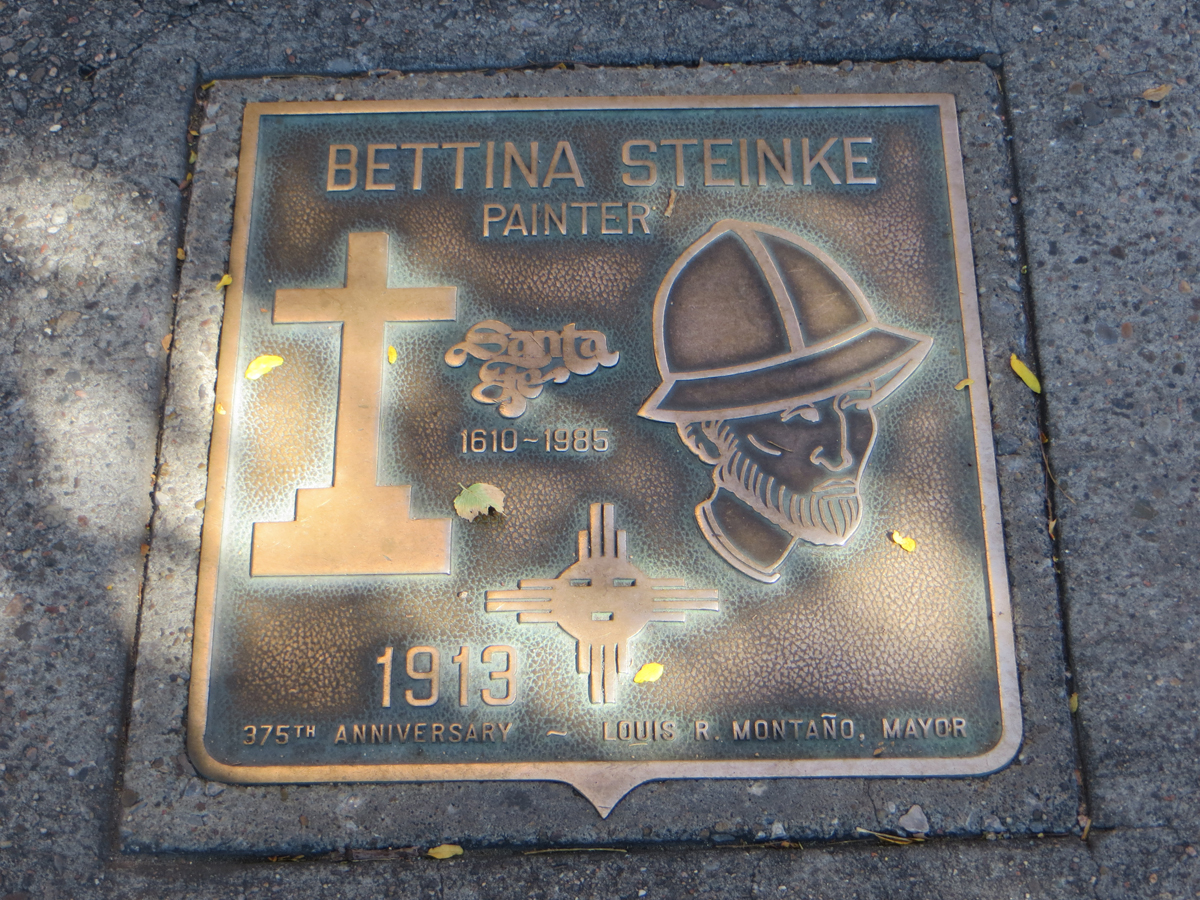 BETTINA STEINKE
PAINTER
Santa
Fe
1610~1985
1913
375TH ANNIVERSARY ~ LOUIS R. MONTAÑO, MAYOR